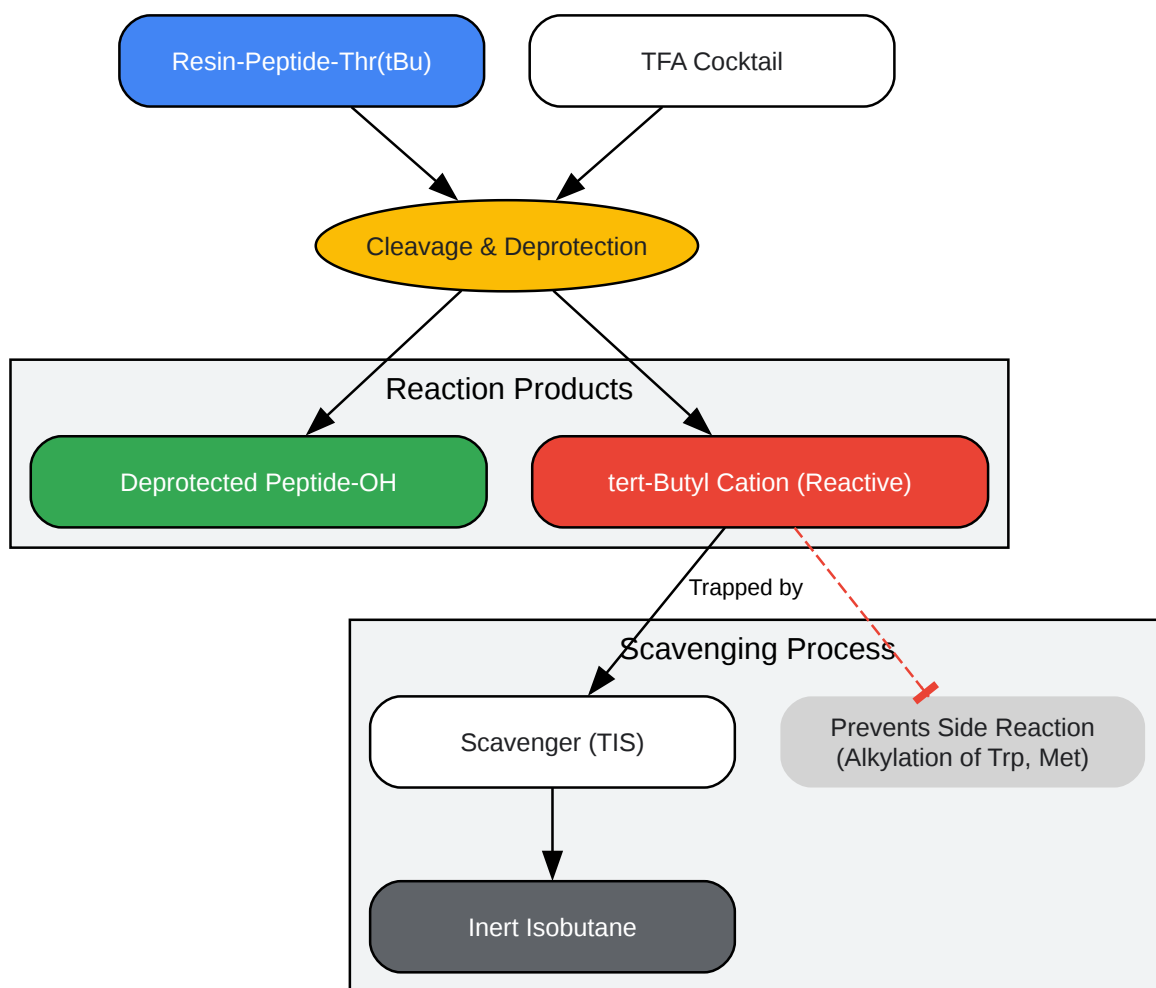 Resin-Peptide-Thr(tBu)
TFA Cocktail
Cleavage & Deprotection
Reaction Products
Deprotected Peptide-OH
tert-Butyl Cation (Reactive)
Trapped by
Scavenging Process
Scavenger (TIS)
Prevents Side Reaction
(Alkylation of Trp, Met)
Inert Isobutane